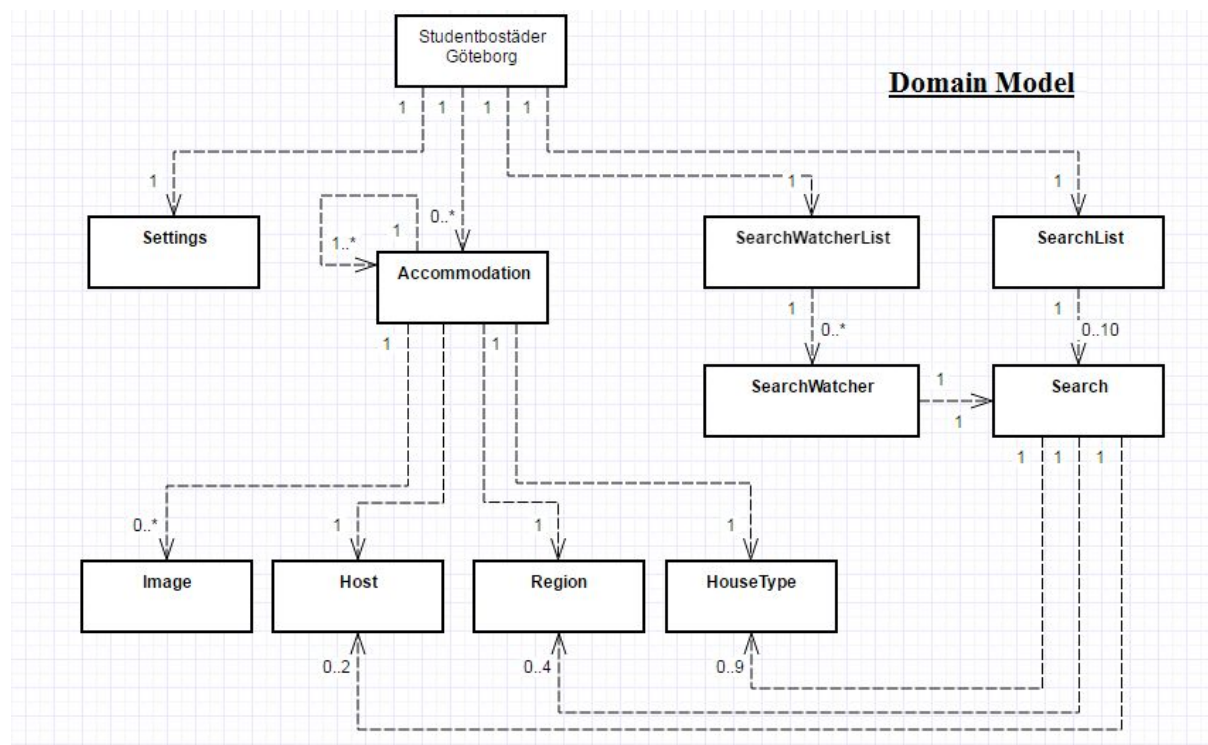 Studentbostäder
Göteborg
Domain Model
1 1 1 1
1
1
1
Settings
1..*
1
0..*
Accommodation
SearchWatcherList
SearchList
1
0..*
1
0..10
SearchWatcher
1
1
Search
1
1
1 1 1
0..*
1
1
1
Image
Host
Region
HouseType
0..2
0..4
0..9